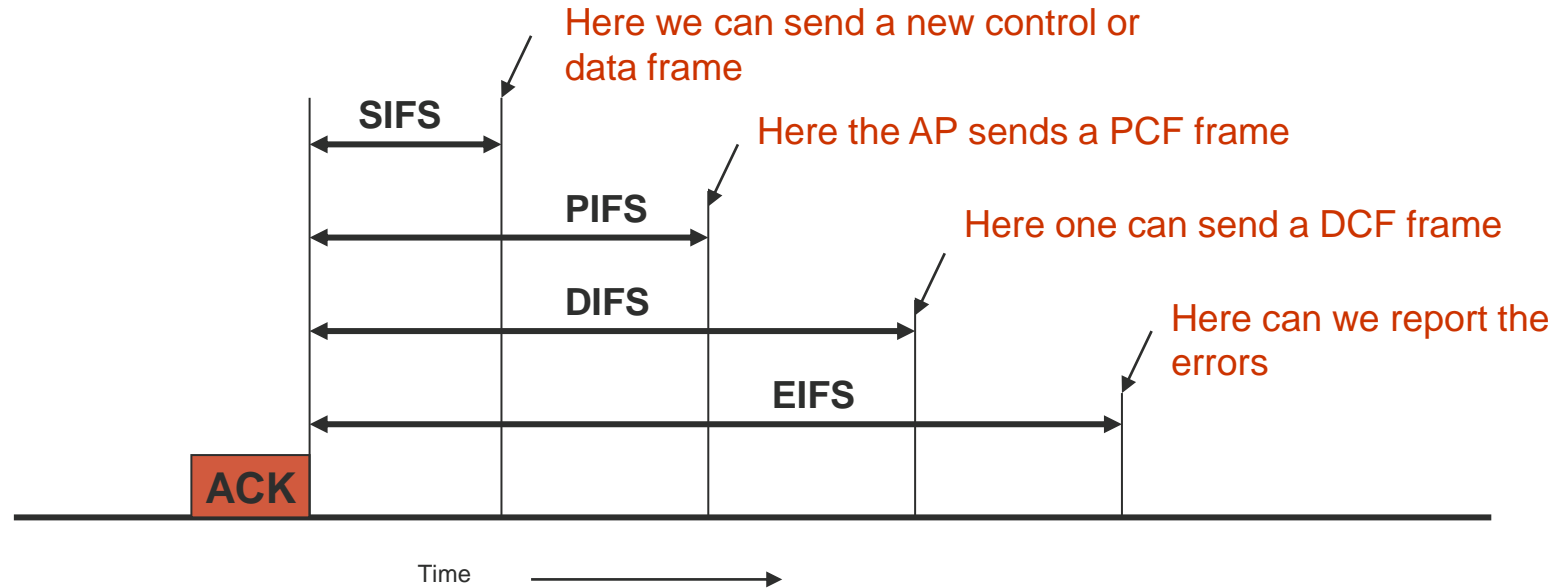 Here we can send a new control or
data frame
SIFS
Here the AP sends a PCF frame
PIFS
Here one can send a DCF frame
DIFS
Here can we report the
errors
EIFS
ACK
Time